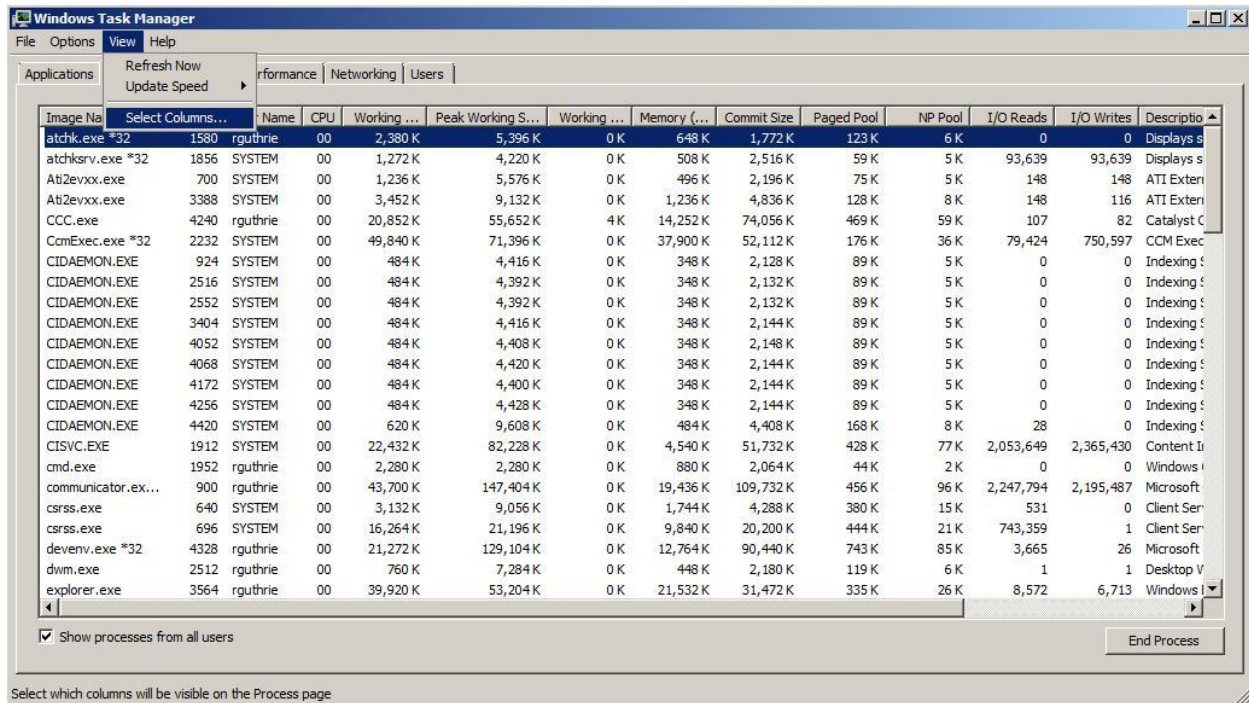 Windows Task Manager
File Options View Help
Refresh Now
Update Speed
Select Columns...
Applications rformance Networking Users
Image Na Name CPU Working ... Peak Working S... Working ... Memory (... Commit Size Paged Pool NP Pool I/O Reads I/O Writes Descriptio
atchk.exe *32 1580 rguthrie 00 2,380 K 5,396 K 0 K 648 K 1,772 K 123 K 6 K 0 0 Displays s
atchksrv.exe *32 1856 SYSTEM 00 1,272 K 4,220 K 0 K 508 K 2,516 K 59 K 5 K 93,639 93,639 Displays s
Ati2evxx.exe 700 SYSTEM 00 1,236 K 5,576 K 0 K 496 K 2,196 K 75 K 5 K 148 148 ATI Extern
Ati2evxx.exe 3388 SYSTEM 00 3,452 K 9,132 K 0 K 1,236 K 4,836 K 128 K 8 K 148 116 ATI Extern
CCC.exe 4240 rguthrie 00 20,852 K 55,652 K 4 K 14,252 K 74,056 K 469 K 59 K 107 82 Catalyst C
CcmExec.exe *32 2232 SYSTEM 00 49,840 K 71,396 K 0 K 37,900 K 52,112 K 176 K 36 K 79,424 750,597 CCM Exec
CIDAEMON.EXE 924 SYSTEM 00 484 K 4,416 K 0 K 348 K 2,128 K 89 K 5 K 0 0 Indexing S
CIDAEMON.EXE 2516 SYSTEM 00 484 K 4,392 K 0 K 348 K 2,132 K 89 K 5 K 0 0 Indexing S
CIDAEMON.EXE 2552 SYSTEM 00 484 K 4,392 K 0 K 348 K 2,132 K 89 K 5 K 0 0 Indexing S
CIDAEMON.EXE 3404 SYSTEM 00 484 K 4,416 K 0 K 348 K 2,144 K 89 K 5 K 0 0 Indexing S
CIDAEMON.EXE 4052 SYSTEM 00 484 K 4,408 K 0 K 348 K 2,148 K 89 K 5 K 0 0 Indexing S
CIDAEMON.EXE 4068 SYSTEM 00 484 K 4,420 K 0 K 348 K 2,144 K 89 K 5 K 0 0 Indexing S
CIDAEMON.EXE 4172 SYSTEM 00 484 K 4,400 K 0 K 348 K 2,144 K 89 K 5 K 0 0 Indexing S
CIDAEMON.EXE 4256 SYSTEM 00 484 K 4,428 K 0 K 348 K 2,144 K 89 K 5 K 0 0 Indexing S
CIDAEMON.EXE 4420 SYSTEM 00 620 K 9,608 K 0 K 484 K 4,408 K 168 K 8 K 28 0 Indexing S
CISVC.EXE 1912 SYSTEM 00 22,432 K 82,228 K 0 K 4,540 K 51,732 K 428 K 77 K 2,053,649 2,365,430 Content In
cmd.exe 1952 rguthrie 00 2,280 K 2,280 K 0 K 880 K 2,064 K 44 K 2 K 0 0 Windows
communicator.ex... 900 rguthrie 00 43,700 K 147,404 K 0 K 19,436 K 109,732 K 456 K 96 K 2,247,794 2,195,487 Microsoft
csrss.exe 640 SYSTEM 00 3,132 K 9,056 K 0 K 1,744 K 4,288 K 380 K 15 K 531 0 Client Ser
csrss.exe 696 SYSTEM 00 16,264 K 21,196 K 0 K 9,840 K 20,200 K 444 K 21 K 743,359 1 Client Ser
devenv.exe *32 4328 rguthrie 00 21,272 K 129,104 K 0 K 12,764 K 90,440 K 743 K 85 K 3,665 26 Microsoft
dwm.exe 2512 rguthrie 00 760 K 7,284 K 0 K 448 K 2,180 K 119 K 6 K 1 1 Desktop W
explorer.exe 3564 rguthrie 00 39,920 K 53,204 K 0 K 21,532 K 31,472 K 335 K 26 K 8,572 6,713 Windows
Show processes from all users
End Process
Select which columns will be visible on the Process page